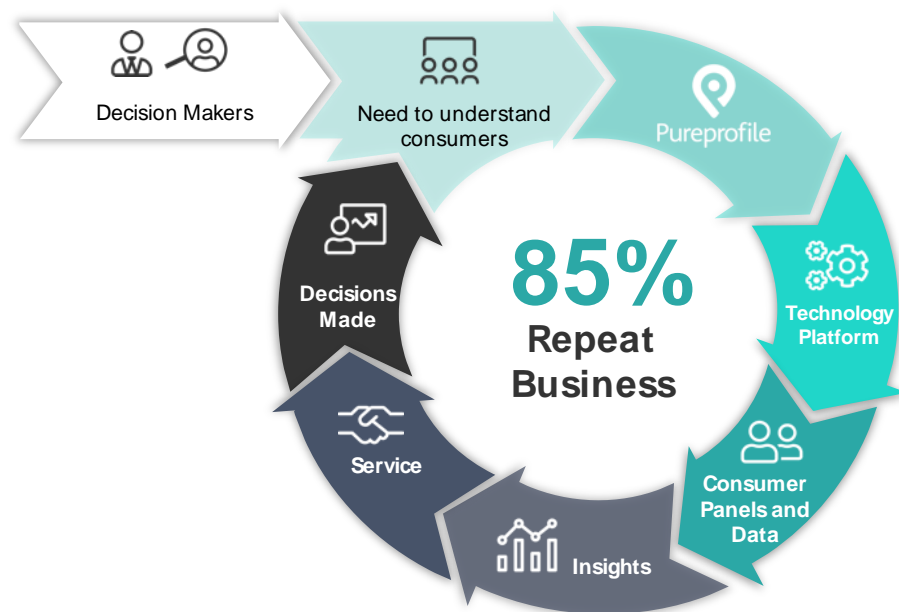 Decision Makers
Need to understand
consumers
Pureprofile
Technology
Platform
Consumer
Panels and
Data
Insights
Service
Decisions
Made
85%
Repeat
Business